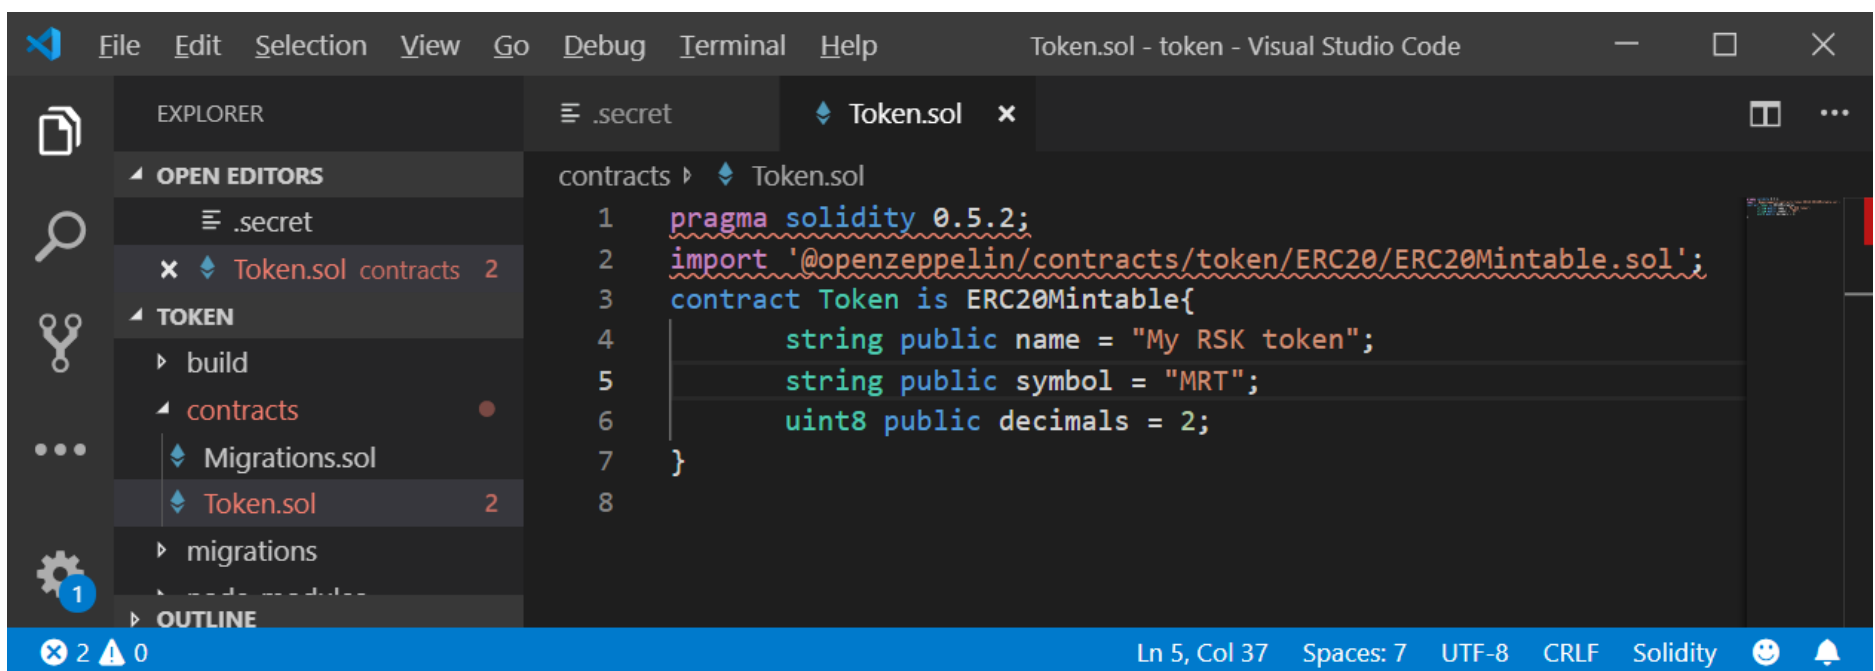 File Edit Selection View Go Debug Terminal Help Token.sol - token - Visual Studio Code
EXPLORER
OPEN EDITORS
.secret
Token.sol contracts 2
TOKEN
build
contracts
Migrations.sol
Token.sol 2
migrations
OUTLINE
.secret Token.sol
contracts Token.sol
1 pragma solidity 0.5.2;
2 import '@openzeppelin/contracts/token/ERC20/ERC20Mintable.sol';
3 contract Token is ERC20Mintable{
4 string public name = "My RSK token";
5 string public symbol = "MRT";
6 uint8 public decimals = 2;
7 }
8
1
2 0 Ln 5, Col 37 Spaces: 7 UTF-8 CRLF Solidity